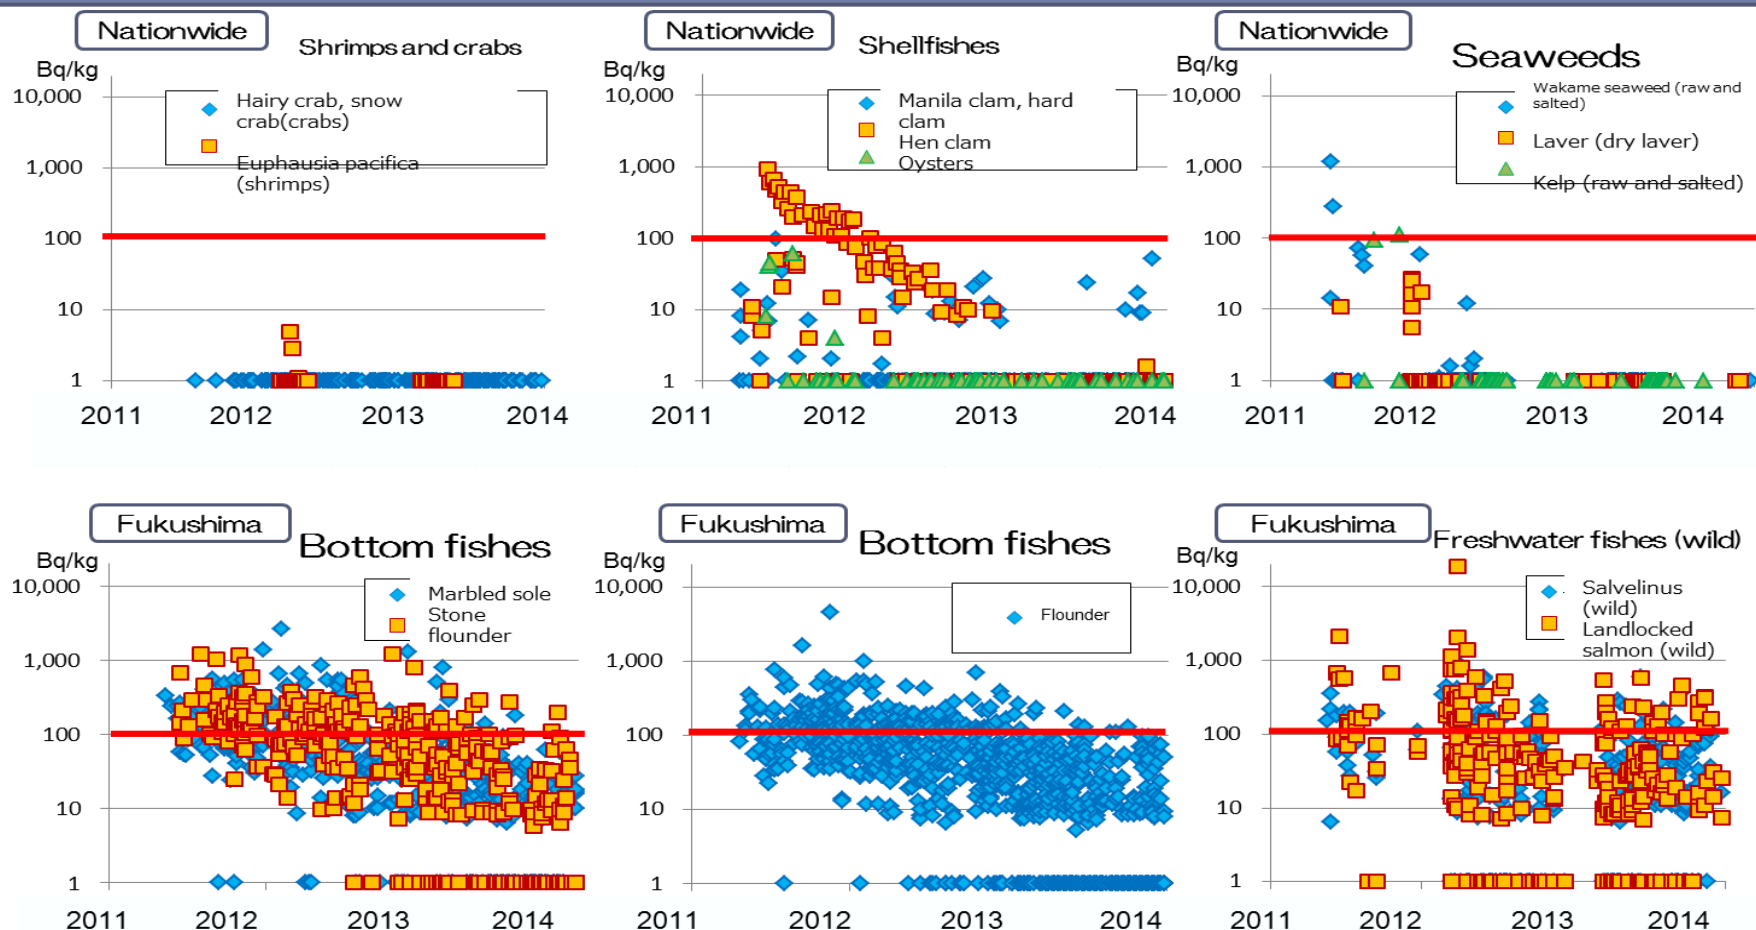 Nationwide
Shrimps and crabs
Bq/kg
10,000
1,000
100
10
1
Hairy crab, snow
crab(crabs)
Euphausia pacifica
(shrimps)
2011 2012 2013 2014
Nationwide
Shellfishes
Bq/kg
10,000
1,000
100
10
1
Manila clam, hard
clam
Hen clam
Oysters
2011 2012 2013 2014
Nationwide
Seaweeds
Bq/kg
10,000
1,000
100
10
1
Wakame seaweed (raw and
salted)
Laver (dry laver)
Kelp (raw and salted)
2011 2012 2013 2014
Fukushima
Bottom fishes
Bq/kg
10,000
1,000
100
10
1
Marbled sole
Stone
flounder
2011 2012 2013 2014
Fukushima
Bottom fishes
Bq/kg
10,000
1,000
100
10
1
Flounder
2011 2012 2013 2014
Fukushima
Freshwater fishes (wild)
Bq/kg
10,000
1,000
100
10
1
Salvelinus
(wild)
Landlocked
salmon (wild)
2011 2012 2013 2014